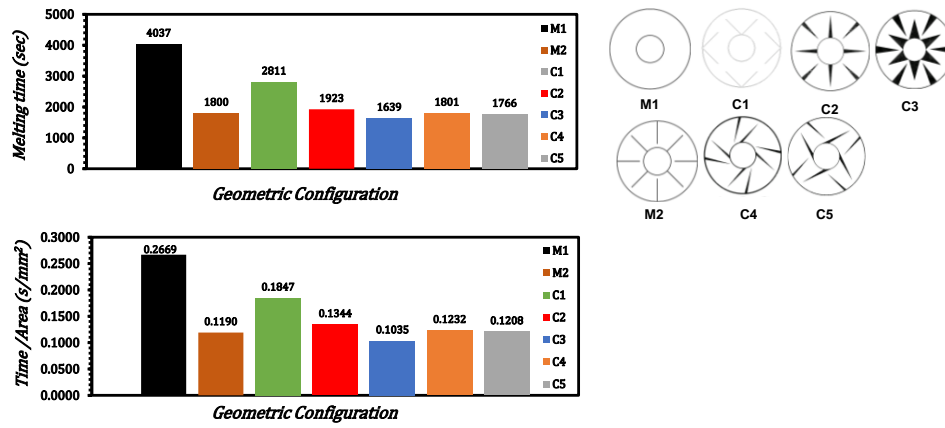 Melting time (sec)
5000
4000
3000
2000
1000
0
4037
1800
2811
1923
1639
1801
1766
M1
M2
C1
C2
C3
C4
C5
Geometric Configuration
M1
C1
C2
C3
M2
C4
C5
Time /Area (s/mm²)
0.3000
0.2500
0.2000
0.1500
0.1000
0.0500
0.0000
0.2669
0.1190
0.1847
0.1344
0.1035
0.1232
0.1208
M1
M2
C1
C2
C3
C4
C5
Geometric Configuration